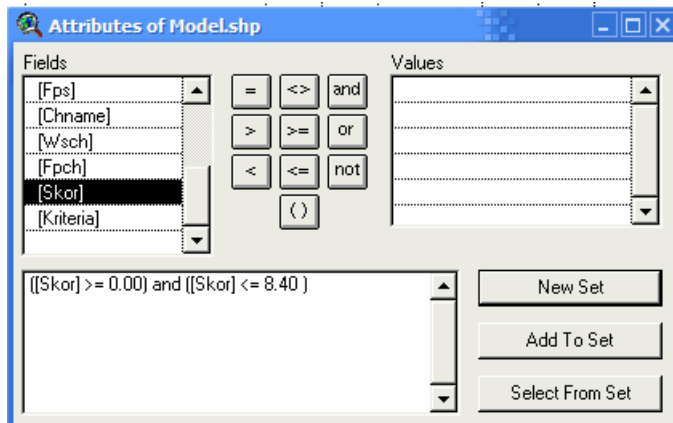 Attributes of Model.shp
Fields
Values
[Fps]
[Chname]
[Wsch]
[Fpch]
[Skor]
[Kriteria]
= <> and
> >= or
< <= not
( )
([Skor] >= 0.00) and ([Skor] <= 8.40 )
New Set
Add To Set
Select From Set